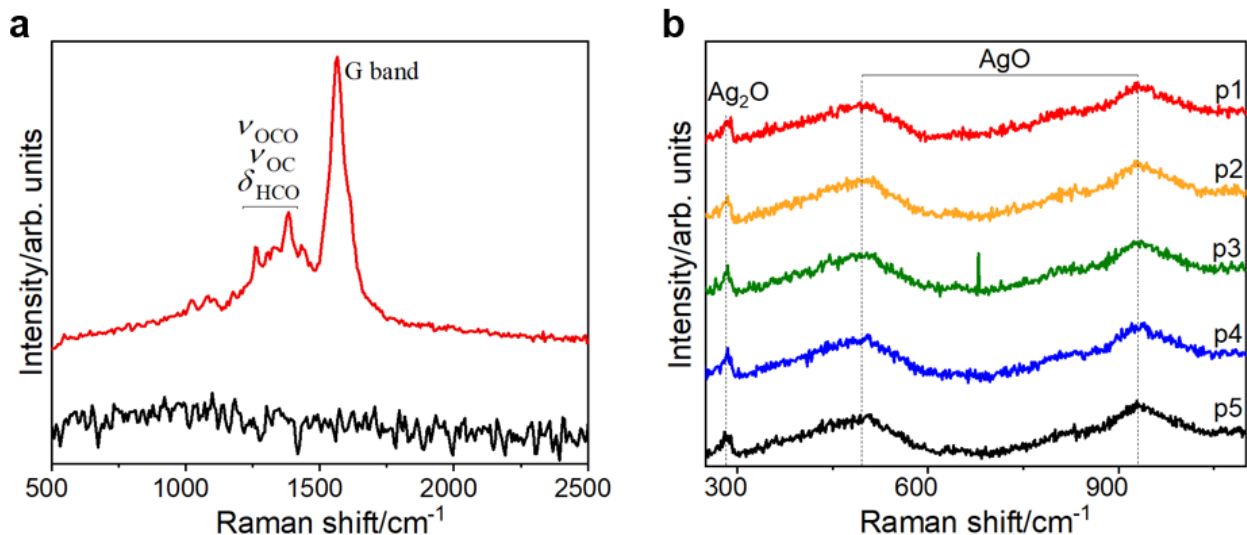 a
Intensity/arb. units
νOCO
νOC
δHCO
G band
500 1000 1500 2000 2500
Raman shift/cm⁻¹
b
Intensity/arb. units
AgO
Ag₂O
p1
p2
p3
p4
p5
300 600 900
Raman shift/cm⁻¹